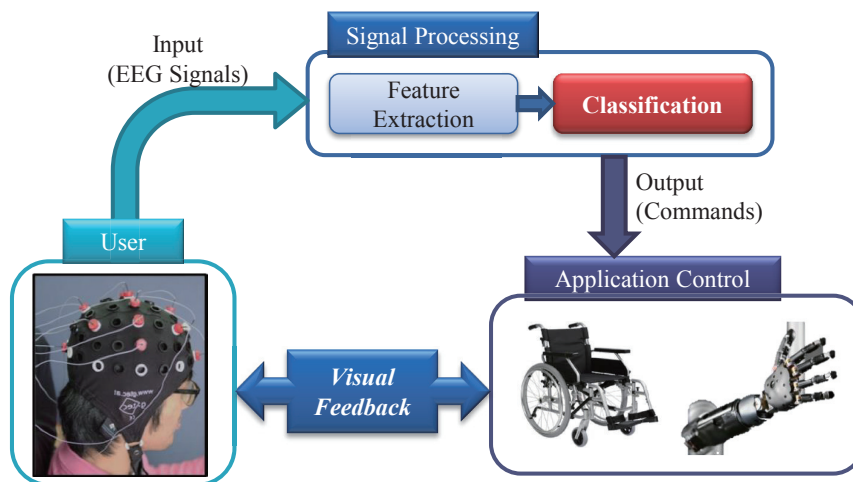 Signal Processing
Input
(EEG Signals)
Feature
Extraction
Classification
Output
(Commands)
User
Application Control
Visual
Feedback